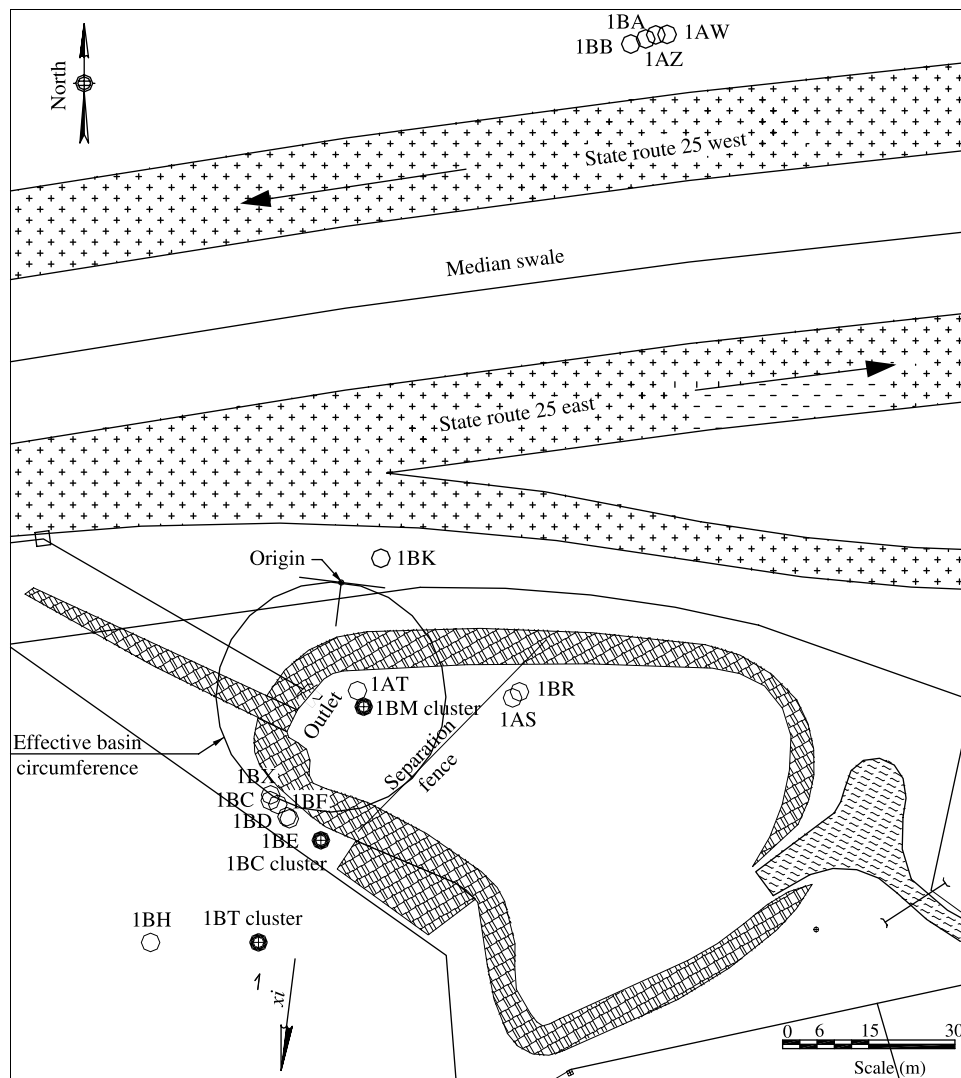 1BA
1AW
1BB
1AZ
North
State route 25 west
Median swale
State route 25 east
Origin
1BK
1AT
1BR
1BM cluster
1AS
Outlet
Effective basin
circumference
Separation
fence
1BX
1BC
1BF
1BD
1BE
1BC cluster
1BH
1BT cluster
xi
0 6 15 30
Scale (m)